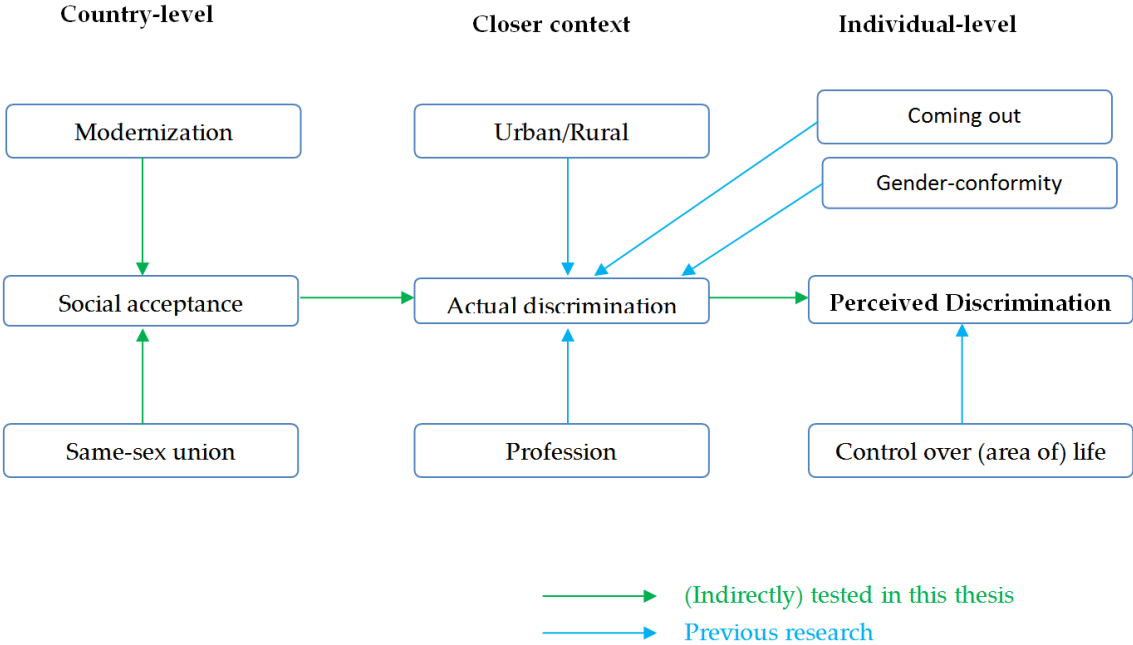 Country-level
Closer context
Individual-level
Modernization
Urban/Rural
Coming out
Gender-conformity
Social acceptance
Actual discrimination
Perceived Discrimination
Same-sex union
Profession
Control over (area of) life
(Indirectly) tested in this thesis
Previous research